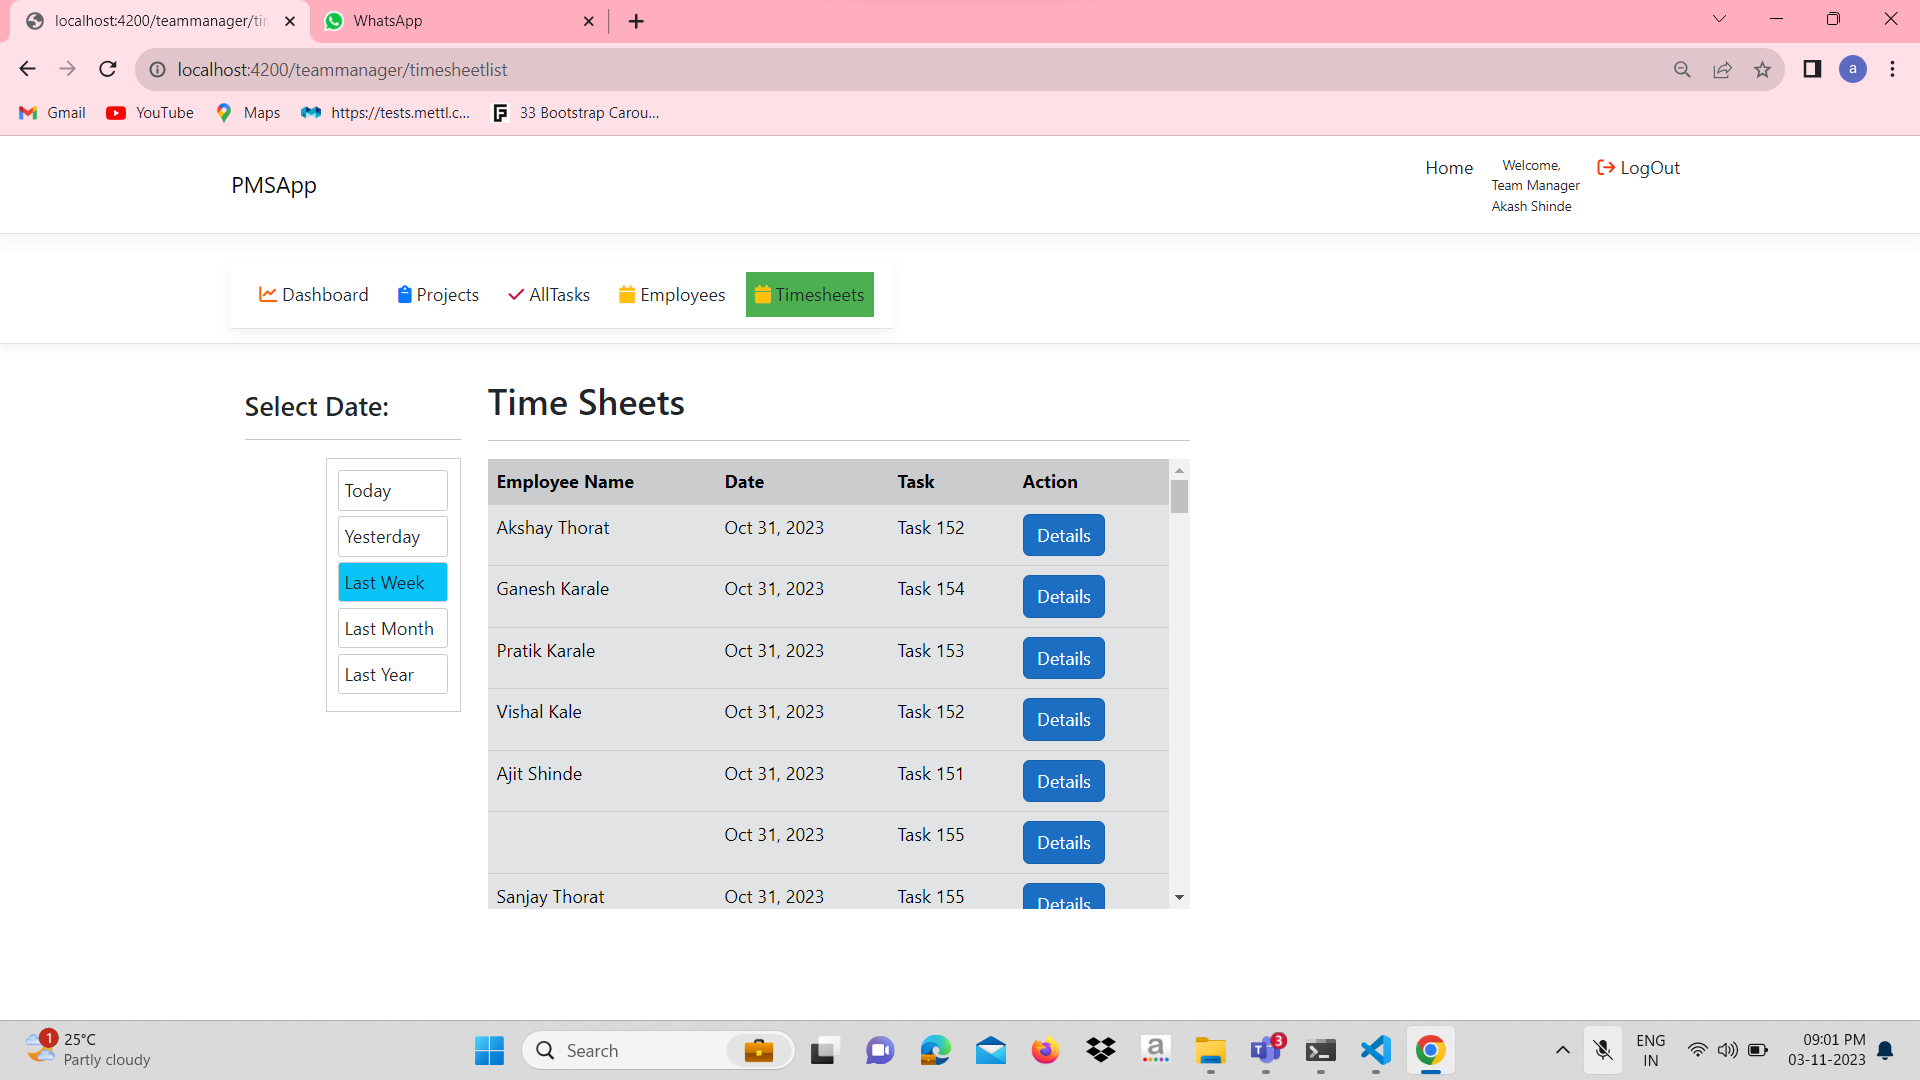 localhost:4200/teammanager/tin
WhatsApp
localhost:4200/teammanager/timesheetlist
a
Gmail
YouTube
Maps
https://tests.mettl.c...
33 Bootstrap Carou...
PMSApp
Home
Welcome,
Team Manager
Akash Shinde
LogOut
Dashboard
Projects
AllTasks
Employees
Timesheets
Select Date:
Today
Yesterday
Last Week
Last Month
Last Year
Time Sheets
Employee Name Date Task Action
Akshay Thorat Oct 31, 2023 Task 152 Details
Ganesh Karale Oct 31, 2023 Task 154 Details
Pratik Karale Oct 31, 2023 Task 153 Details
Vishal Kale Oct 31, 2023 Task 152 Details
Ajit Shinde Oct 31, 2023 Task 151 Details
Oct 31, 2023 Task 155 Details
Sanjay Thorat Oct 31, 2023 Task 155 Details
1
25°C
Partly cloudy
Search
a
3
ENG
IN
09:01 PM
03-11-2023